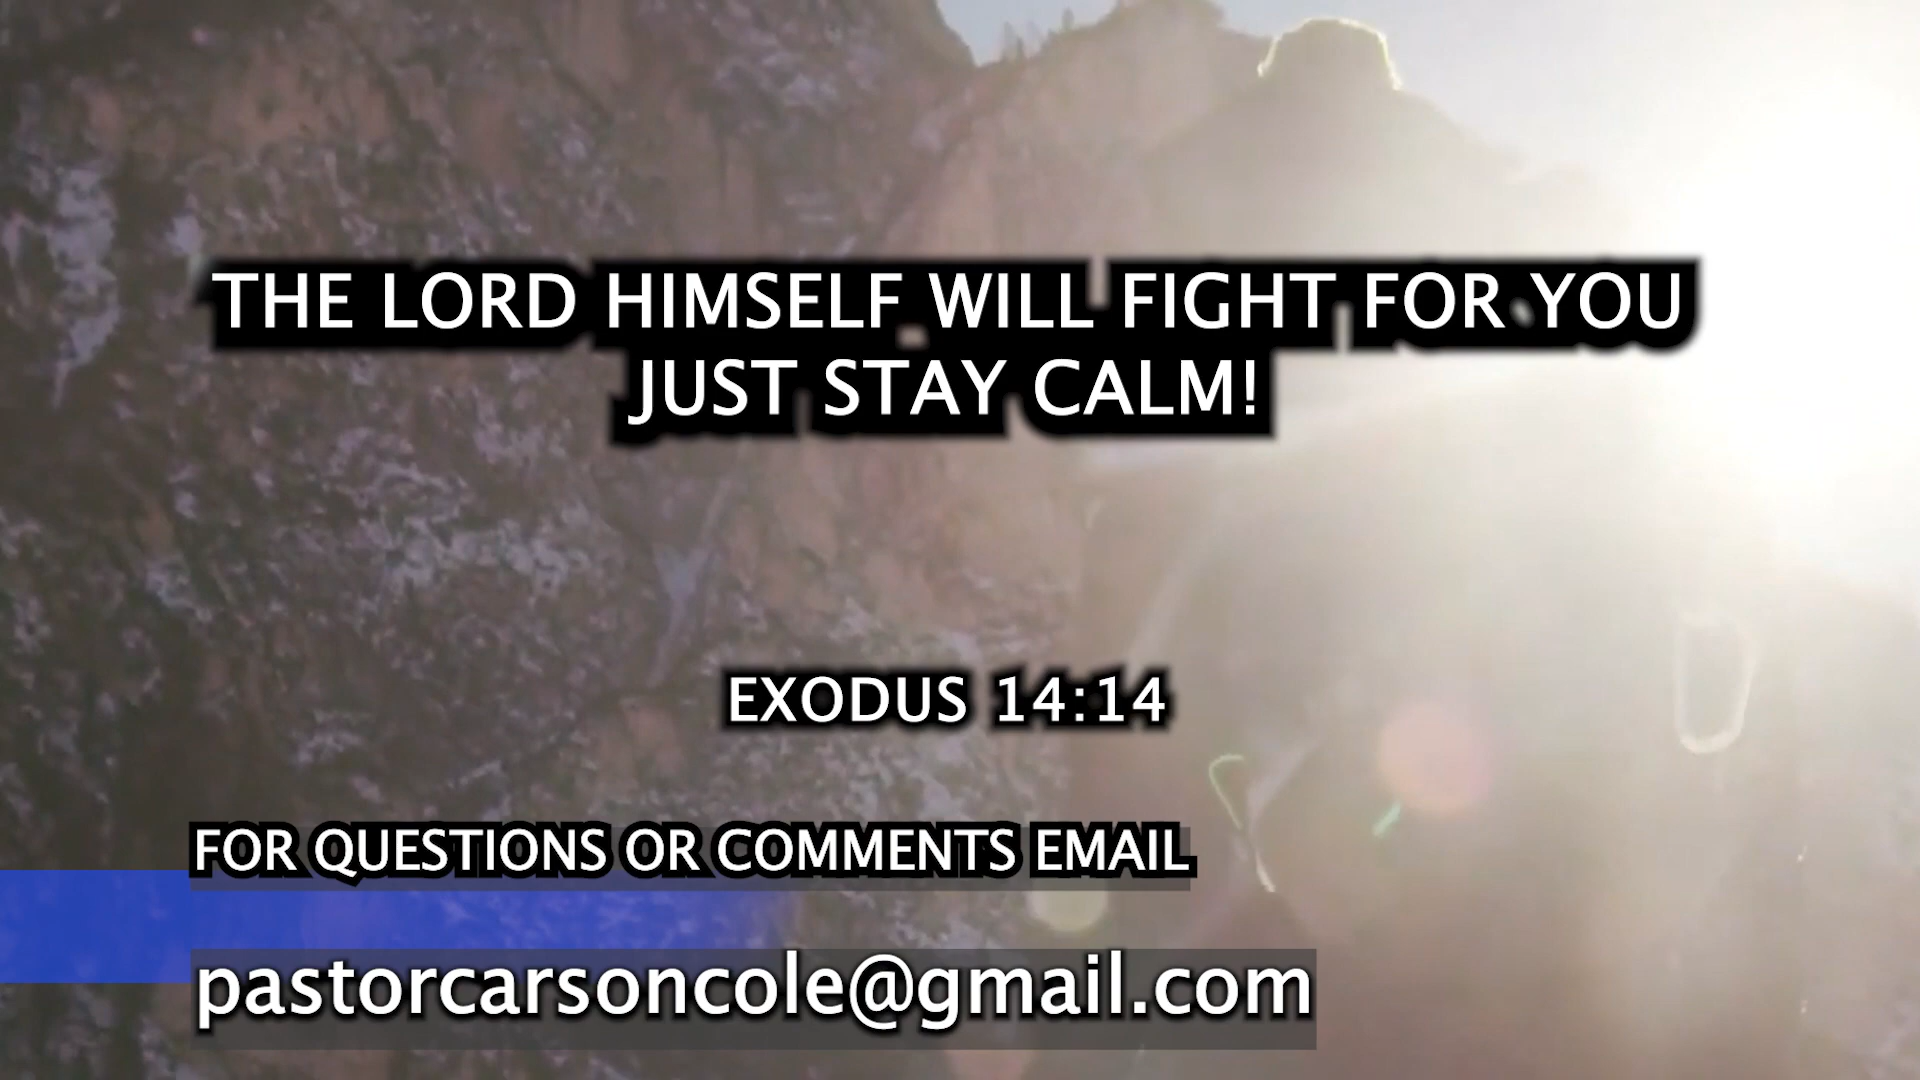 THE LORD HIMSELF WILL FIGHT FOR YOU
JUST STAY CALM!
EXODUS 14:14
FOR QUESTIONS OR COMMENTS EMAIL
pastorcarsoncole@gmail.com